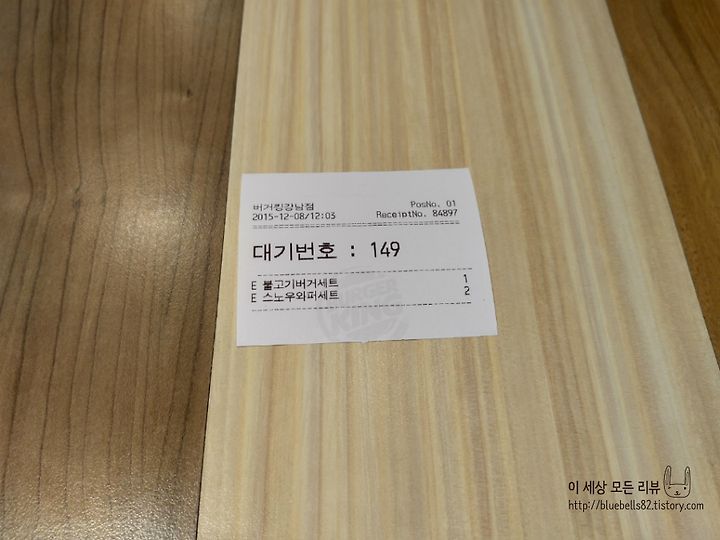 버거킹강남점 PosNo. 01
2015-12-08/12:03 ReceiptNo. 84897
대기번호 : 149
E 불고기버거세트 1
E 스노우와퍼세트 2
BURGER
KING
이 세상 모든 리뷰
http://bluebells82.tistory.com